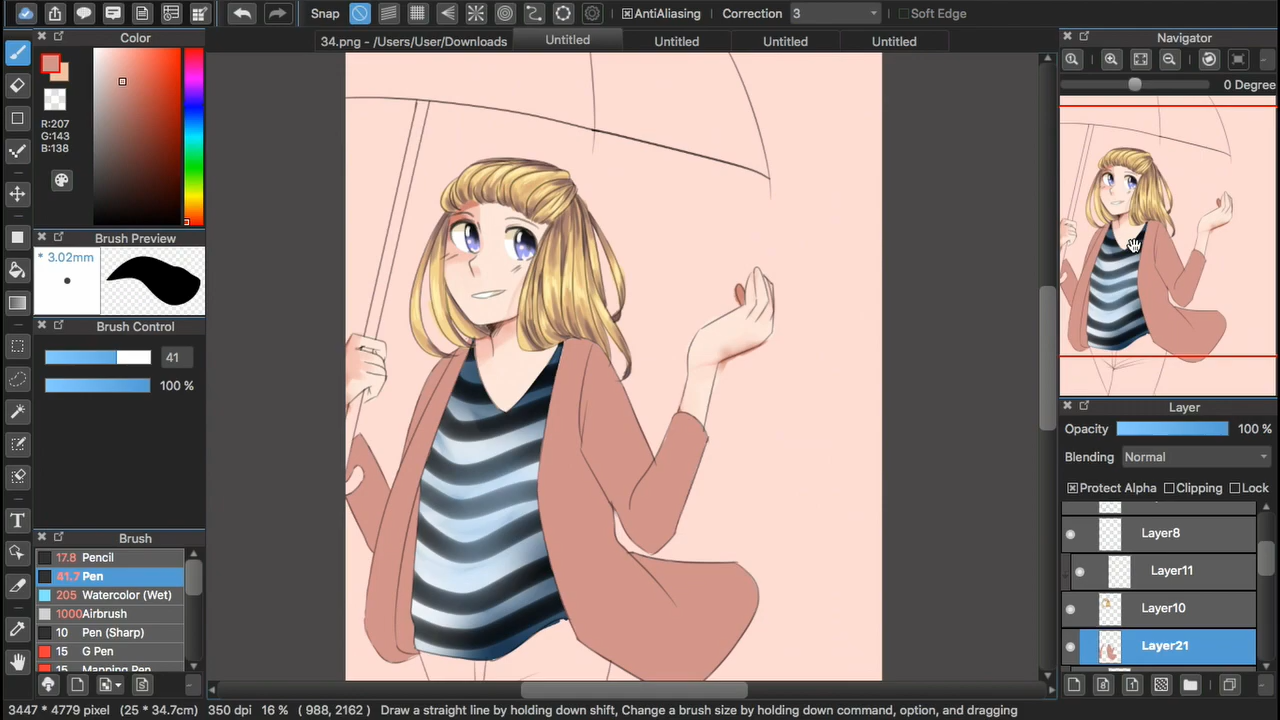 Snap
AntiAliasing
Correction
3
Soft Edge
Color
34.png - /Users/User/Downloads
Untitled
Untitled
Untitled
Untitled
Navigator
0 Degree
R:207
G:143
B:138
Brush Preview
* 3.02mm
Brush Control
41
100 %
Brush
17.8 Pencil
41.7 Pen
205 Watercolor (Wet)
1000Airbrush
10 Pen (Sharp)
15 G Pen
15 Mapping Pen
Layer
Opacity 100 %
Blending Normal
Protect Alpha Clipping Lock
Layer8
Layer11
Layer10
Layer21
3447 * 4779 pixel (25 * 34.7cm) 350 dpi 16 % ( 988, 2162 ) Draw a straight line by holding down shift, Change a brush size by holding down command, option, and dragging